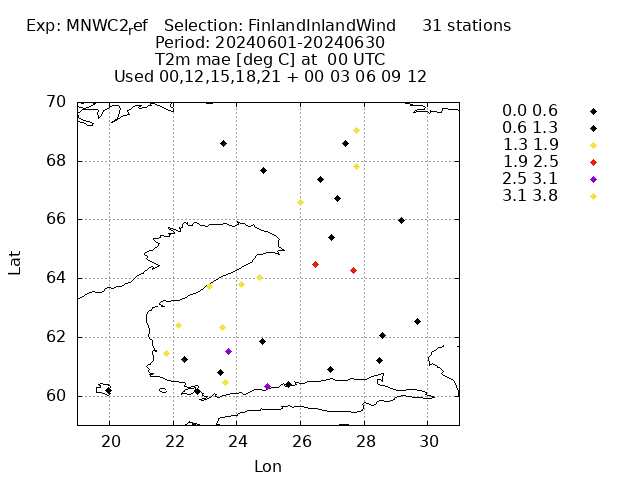 Exp: MNWC2_ref   Selection: FinlandInlandWind     31 stations
Period: 20240601-20240630
T2m mae [deg C] at  00 UTC
Used 00,12,15,18,21 + 00 03 06 09 12
0.0 0.6
0.6 1.3
1.3 1.9
1.9 2.5
2.5 3.1
3.1 3.8
70
68
66
64
62
60
Lat
20 22 24 26 28 30
Lon